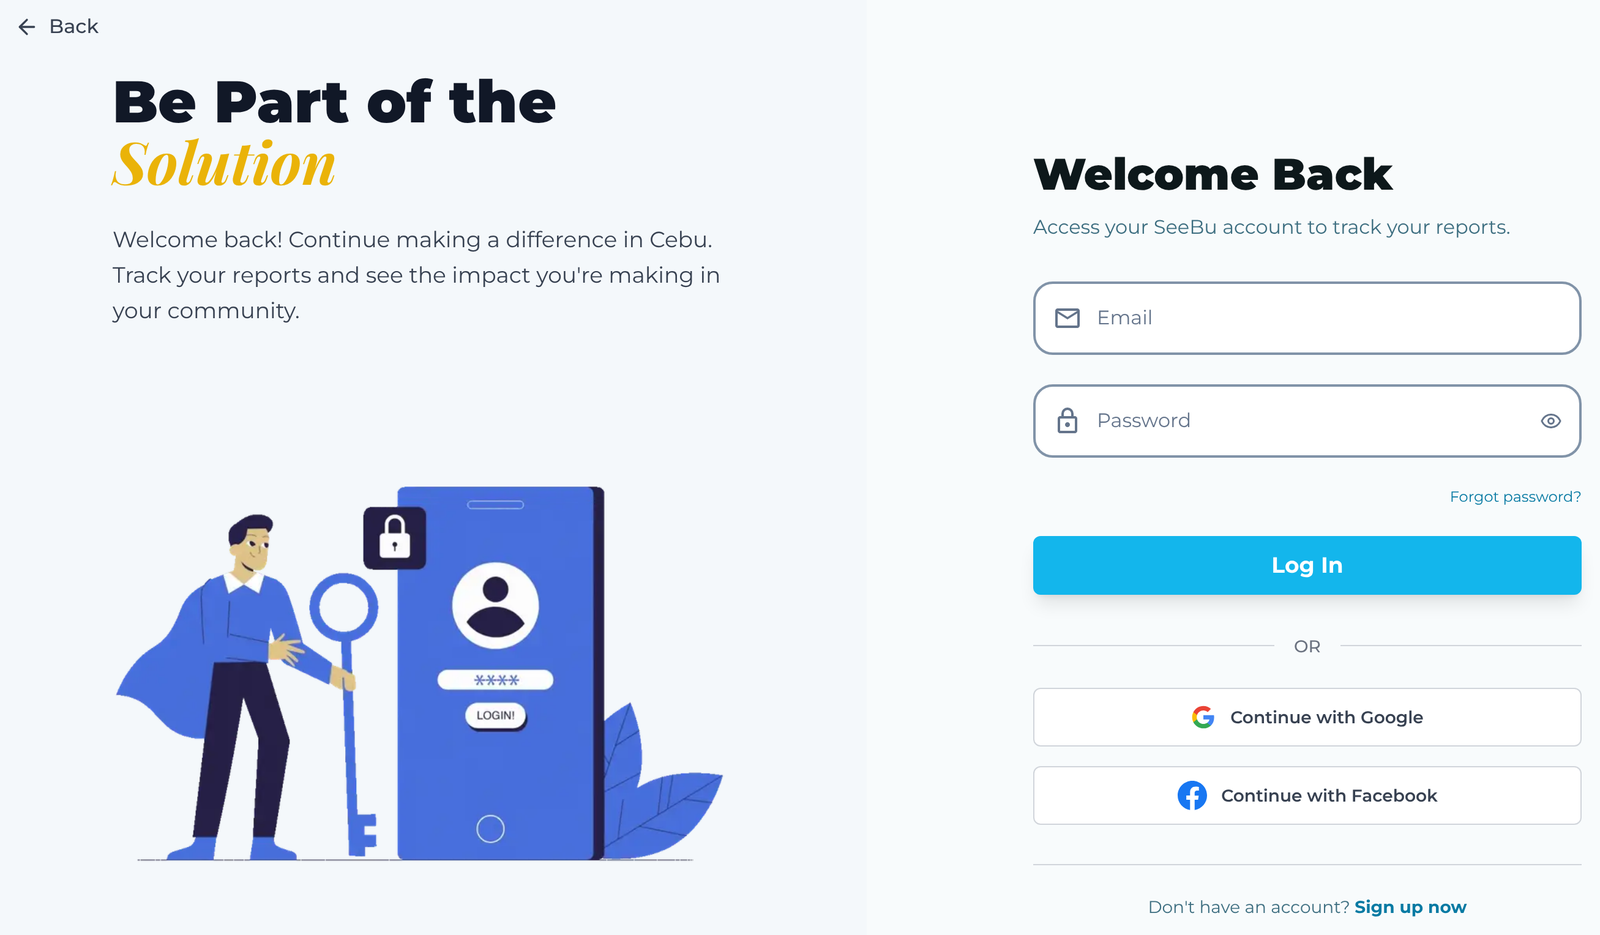 Back
Be Part of the
Solution
Welcome back! Continue making a difference in Cebu.
Track your reports and see the impact you're making in
your community.
****
LOGIN!
Welcome Back
Access your SeeBu account to track your reports.
Email
Password
Forgot password?
Log In
OR
Continue with Google
Continue with Facebook
Don't have an account? Sign up now